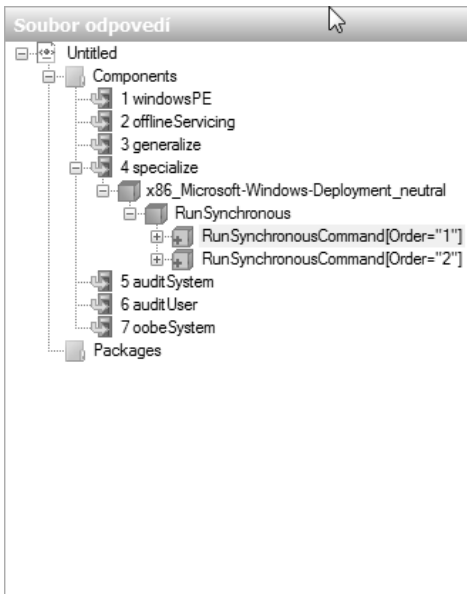 Soubor odpovedí
Untitled
Components
1 windowsPE
2 offlineServicing
3 generalize
4 specialize
x86_Microsoft-Windows-Deployment_neutral
RunSynchronous
RunSynchronousCommand[Order="1"]
RunSynchronousCommand[Order="2"]
5 auditSystem
6 auditUser
7 oobeSystem
Packages